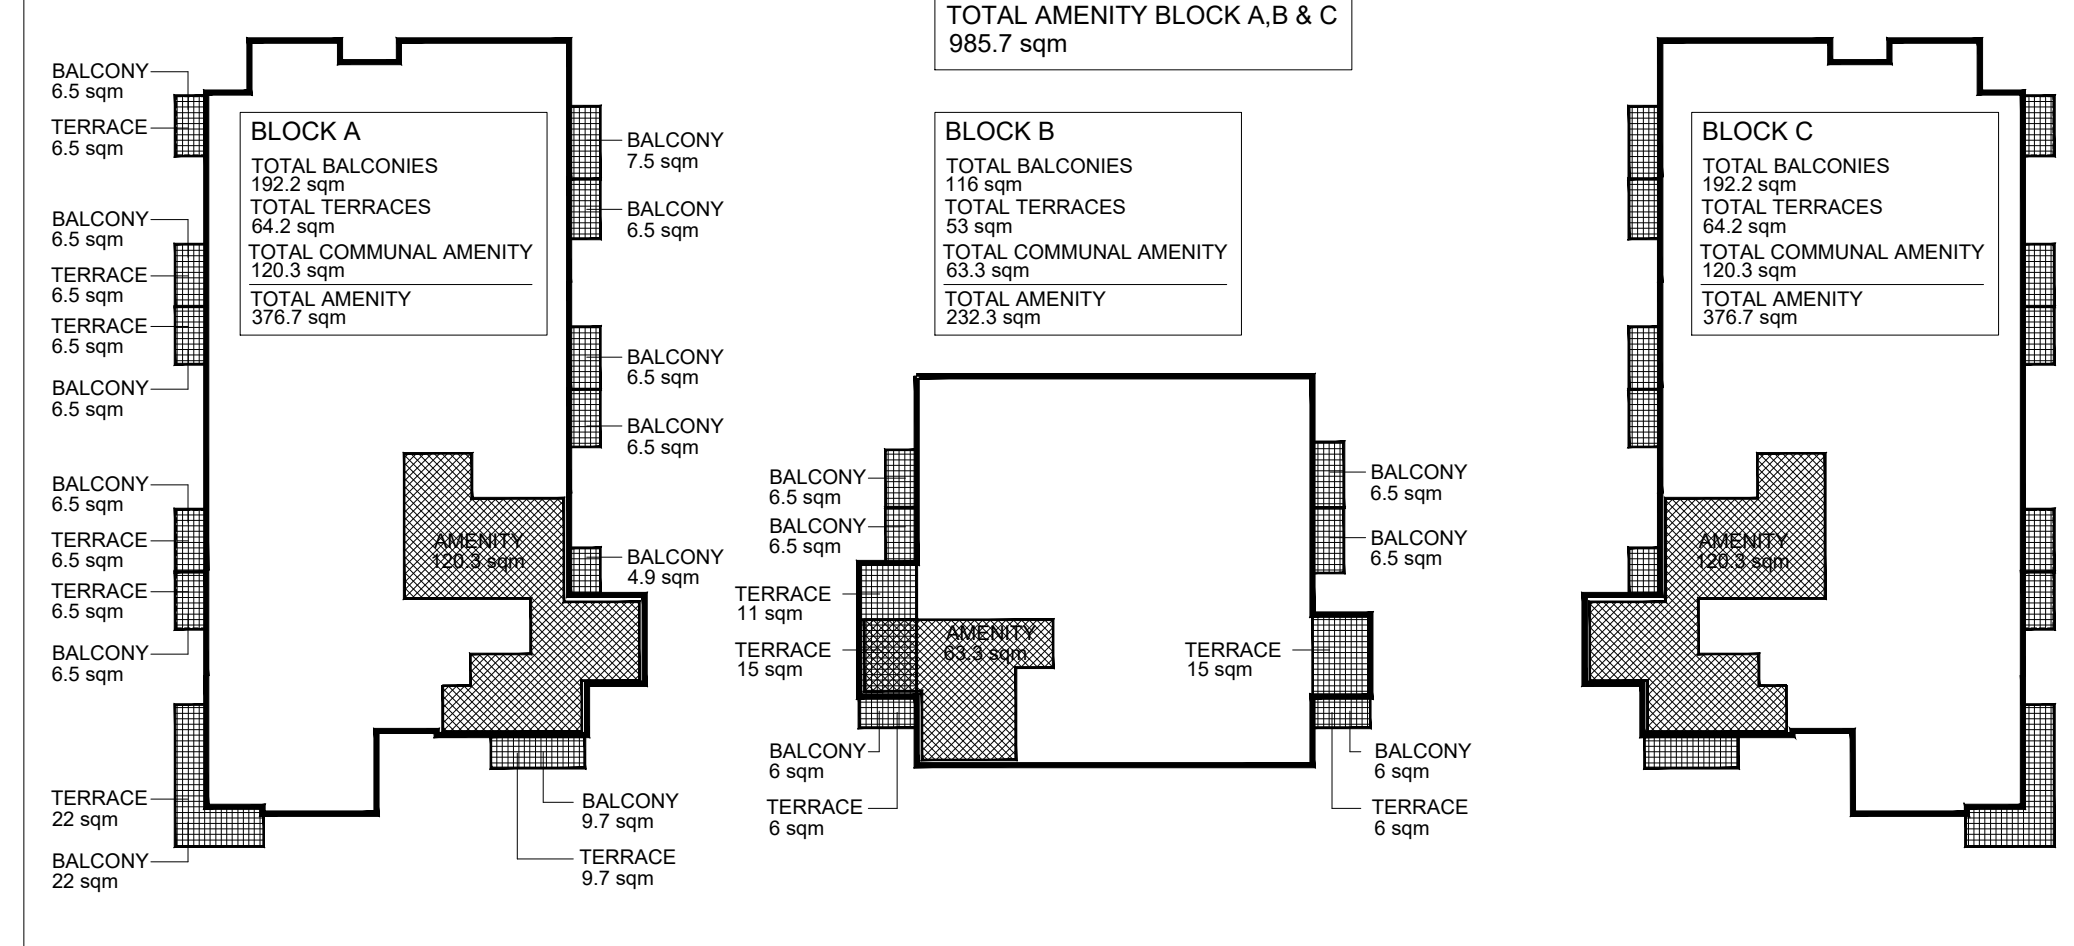 TOTAL AMENITY BLOCK A,B & C
985.7 sqm
BALCONY
6.5 sqm
TERRACE
6.5 sqm
BALCONY
6.5 sqm
TERRACE
6.5 sqm
TERRACE
6.5 sqm
BALCONY
6.5 sqm
BALCONY
6.5 sqm
TERRACE
6.5 sqm
TERRACE
6.5 sqm
BALCONY
6.5 sqm
TERRACE
22 sqm
BALCONY
22 sqm
BLOCK A
TOTAL BALCONIES
192.2 sqm
TOTAL TERRACES
64.2 sqm
TOTAL COMMUNAL AMENITY
120.3 sqm
TOTAL AMENITY
376.7 sqm
AMENITY
120.3 sqm
BALCONY
7.5 sqm
BALCONY
6.5 sqm
BALCONY
6.5 sqm
BALCONY
6.5 sqm
BALCONY
4.9 sqm
BALCONY
9.7 sqm
TERRACE
9.7 sqm
BLOCK B
TOTAL BALCONIES
116 sqm
TOTAL TERRACES
53 sqm
TOTAL COMMUNAL AMENITY
63.3 sqm
TOTAL AMENITY
232.3 sqm
BALCONY
6.5 sqm
BALCONY
6.5 sqm
TERRACE
11 sqm
TERRACE
15 sqm
BALCONY
6 sqm
TERRACE
6 sqm
AMENITY
63.3 sqm
BALCONY
6.5 sqm
BALCONY
6.5 sqm
TERRACE
15 sqm
BALCONY
6 sqm
TERRACE
6 sqm
BLOCK C
TOTAL BALCONIES
192.2 sqm
TOTAL TERRACES
64.2 sqm
TOTAL COMMUNAL AMENITY
120.3 sqm
TOTAL AMENITY
376.7 sqm
AMENITY
120.3 sqm